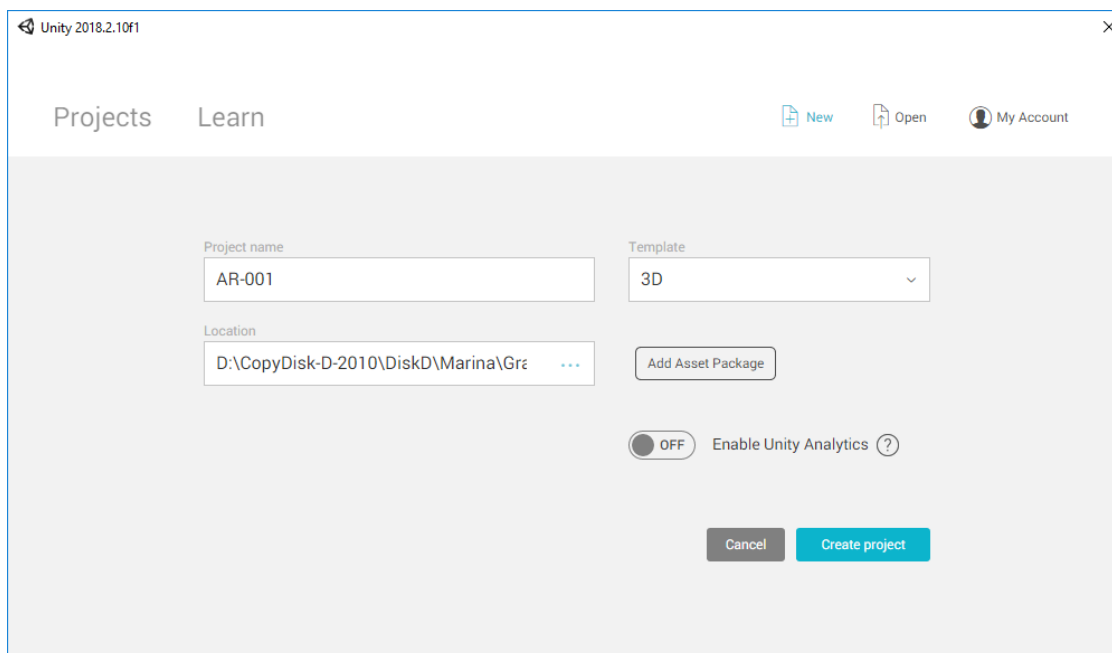 Unity 2018.2.10f1
Projects Learn New Open My Account
Project name Template
AR-001 3D
Location
D:\CopyDisk-D-2010\DiskD\Marina\Gra ... Add Asset Package
OFF Enable Unity Analytics ?
Cancel Create project